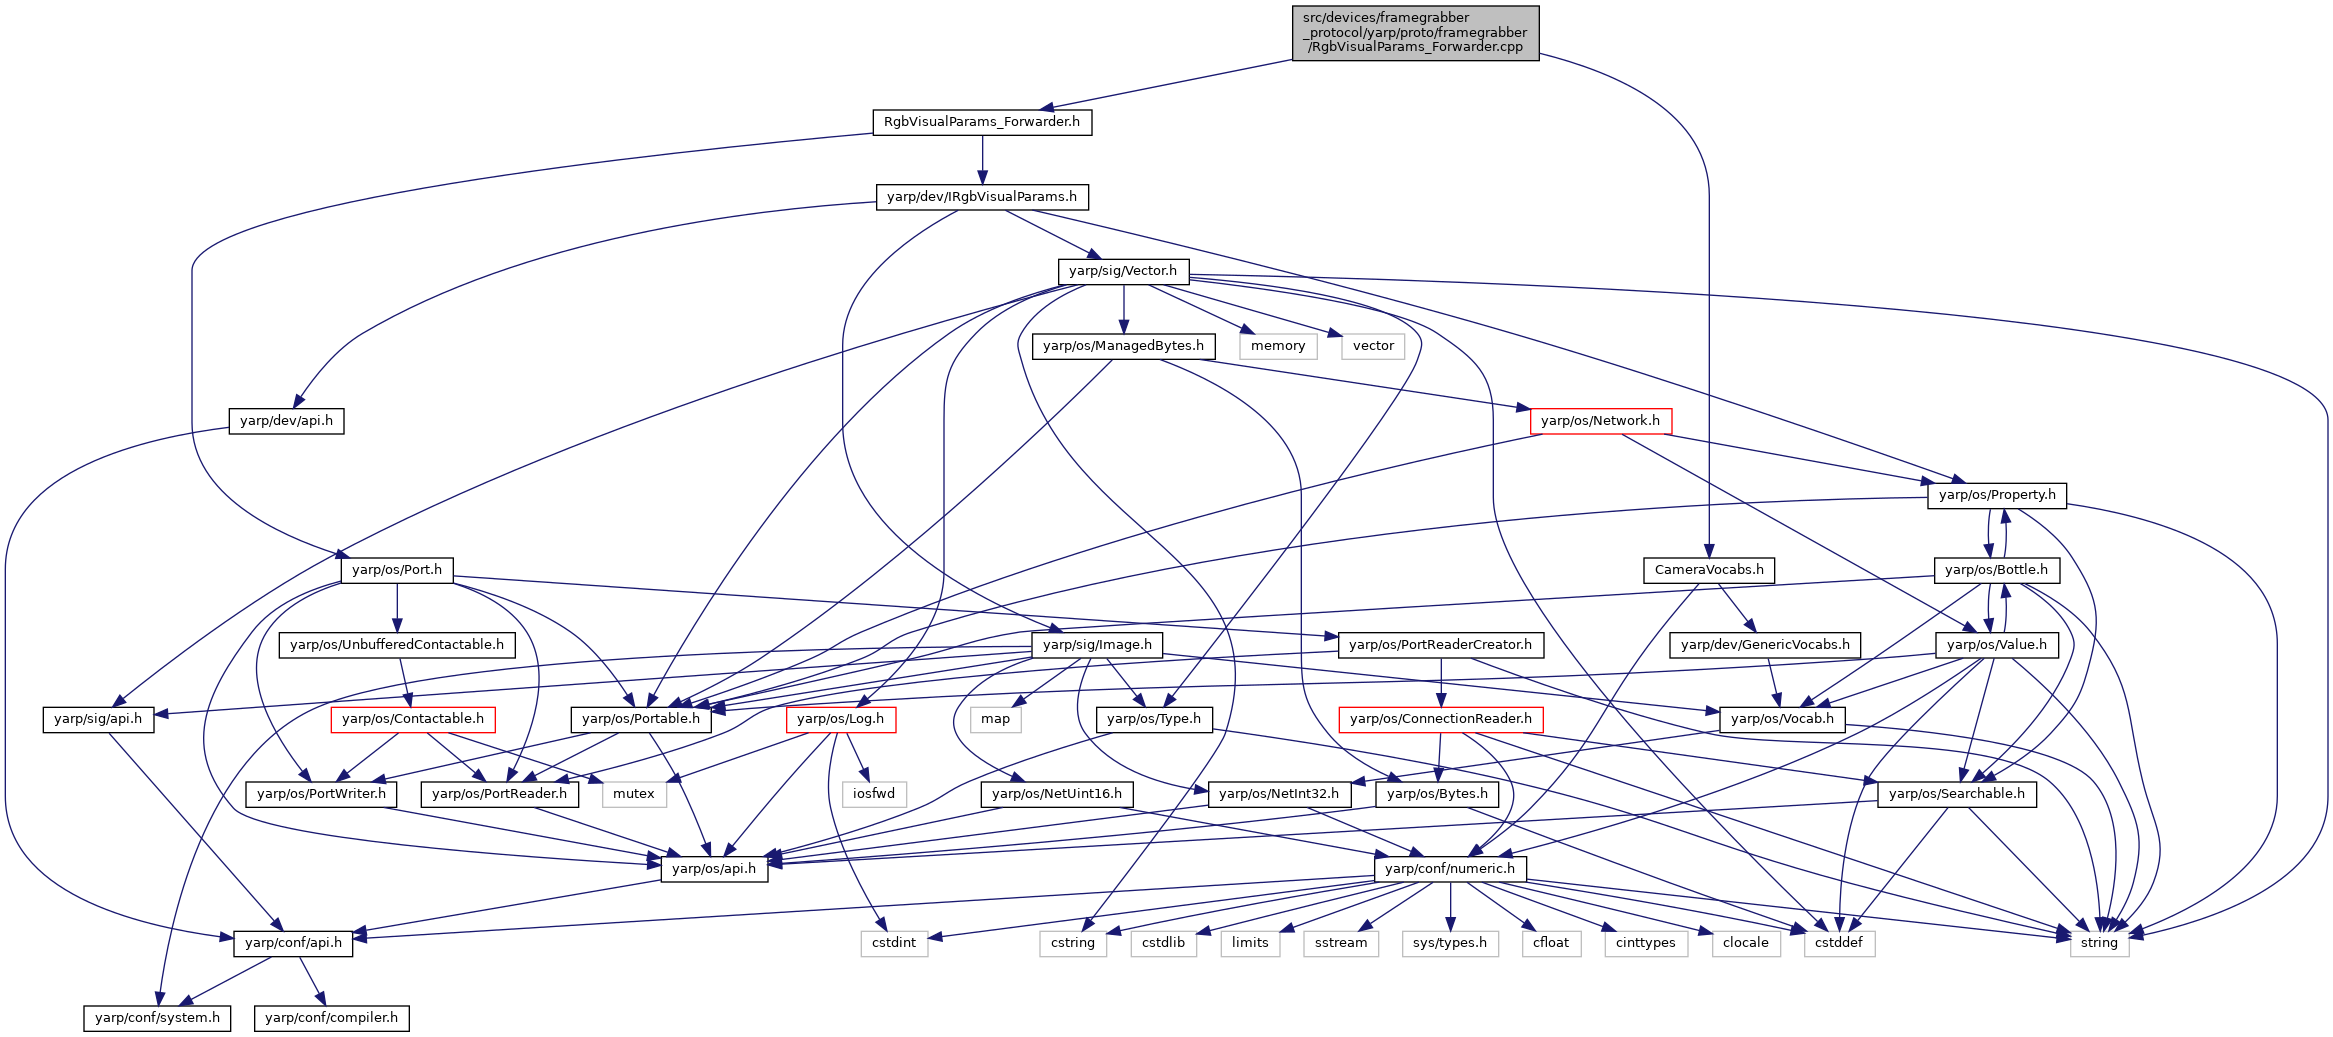 src/devices/framegrabber
_protocol/yarp/proto/framegrabber
/RgbVisualParams_Forwarder.cpp
RgbVisualParams_Forwarder.h
yarp/dev/IRgbVisualParams.h
yarp/sig/Vector.h
yarp/os/ManagedBytes.h
memory
vector
yarp/dev/api.h
yarp/os/Network.h
yarp/os/Property.h
yarp/os/Port.h
CameraVocabs.h
yarp/os/Bottle.h
yarp/os/UnbufferedContactable.h
yarp/sig/Image.h
yarp/os/PortReaderCreator.h
yarp/dev/GenericVocabs.h
yarp/os/Value.h
yarp/sig/api.h
yarp/os/Contactable.h
yarp/os/Portable.h
yarp/os/Log.h
map
yarp/os/Type.h
yarp/os/ConnectionReader.h
yarp/os/Vocab.h
yarp/os/PortWriter.h
yarp/os/PortReader.h
mutex
iosfwd
yarp/os/NetUint16.h
yarp/os/NetInt32.h
yarp/os/Bytes.h
yarp/os/Searchable.h
yarp/os/api.h
yarp/conf/numeric.h
yarp/conf/api.h
cstdint
cstring
cstdlib
limits
sstream
sys/types.h
cfloat
cinttypes
clocale
cstddef
string
yarp/conf/system.h
yarp/conf/compiler.h